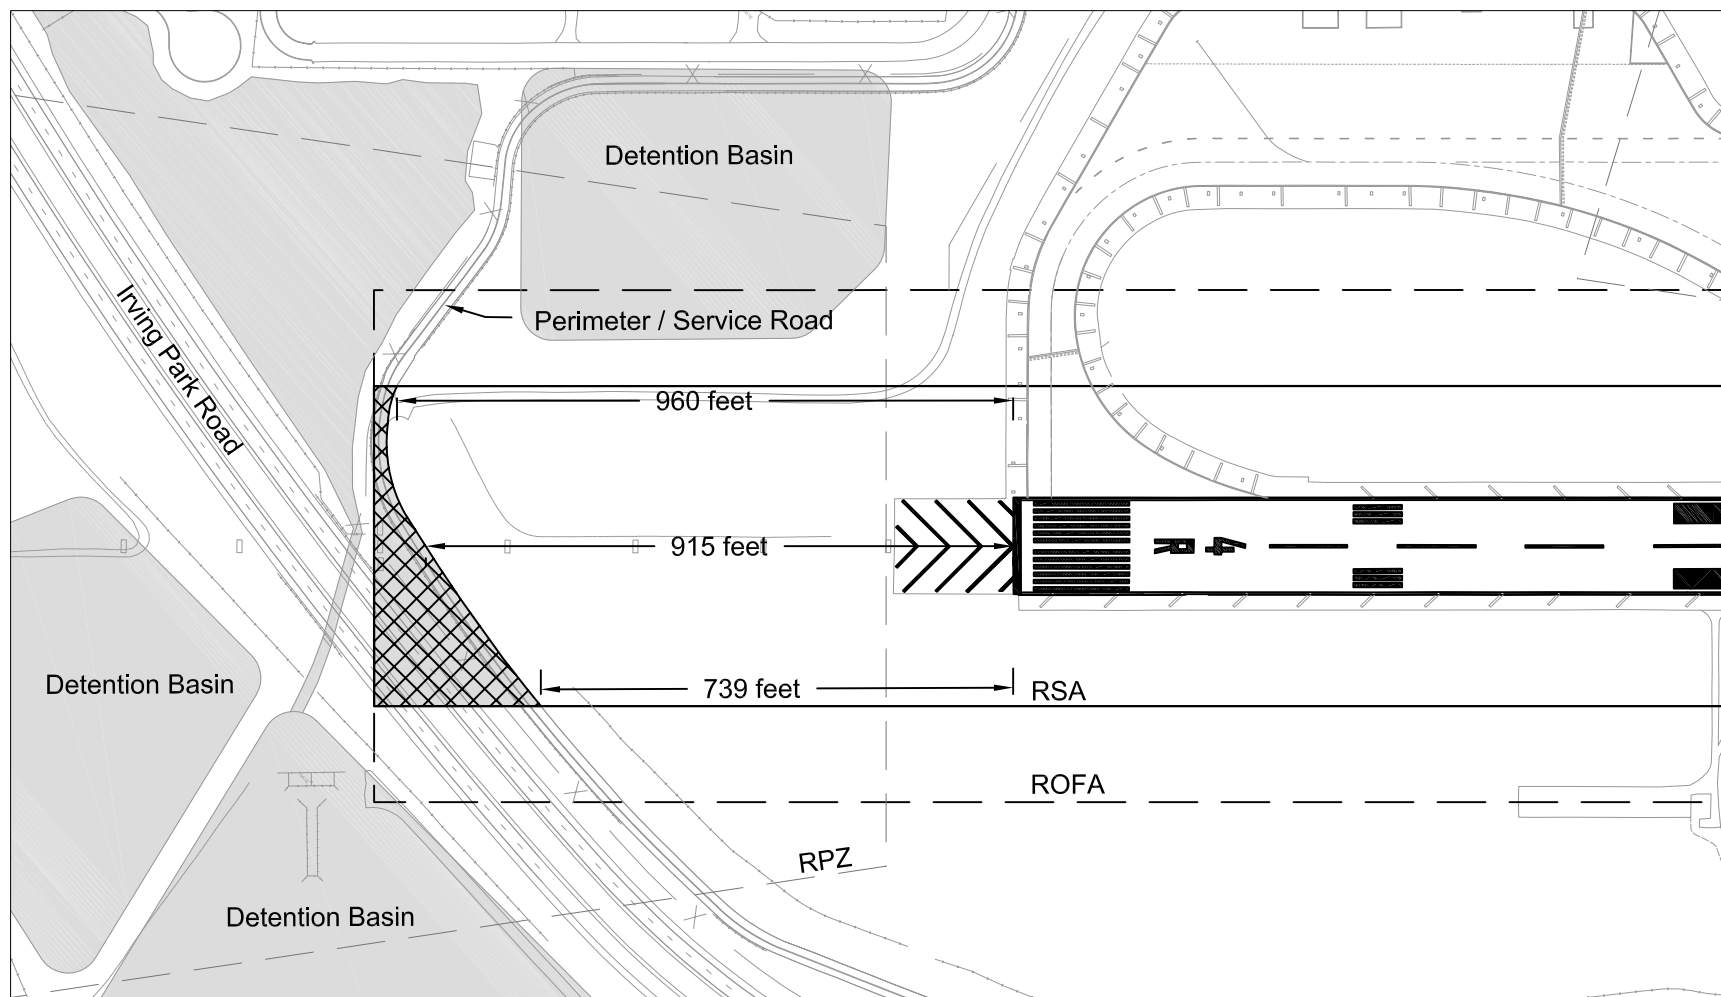 Detention Basin
Irving Park Road
Perimeter / Service Road
960 feet
915 feet
4
R
Detention Basin
739 feet
RSA
ROFA
RPZ
Detention Basin